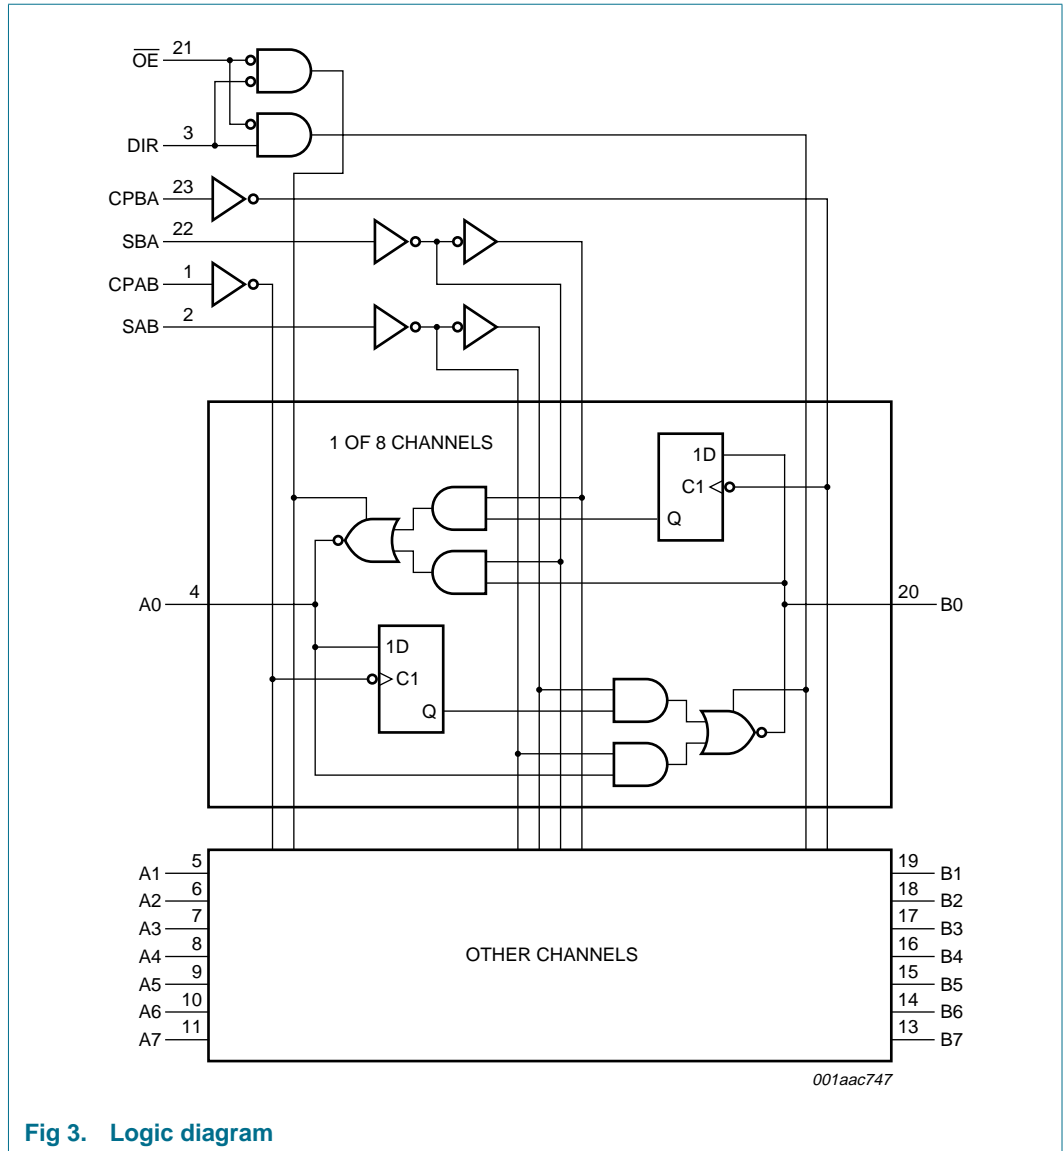 OE 21
DIR 3
CPBA 23
SBA 22
CPAB 1
SAB 2
1 OF 8 CHANNELS
1D
C1
Q
A0 4
20 B0
1D
C1
Q
A1 5
A2 6
A3 7
A4 8
A5 9
A6 10
A7 11
OTHER CHANNELS
19 B1
18 B2
17 B3
16 B4
15 B5
14 B6
13 B7
001aac747
Fig 3. Logic diagram